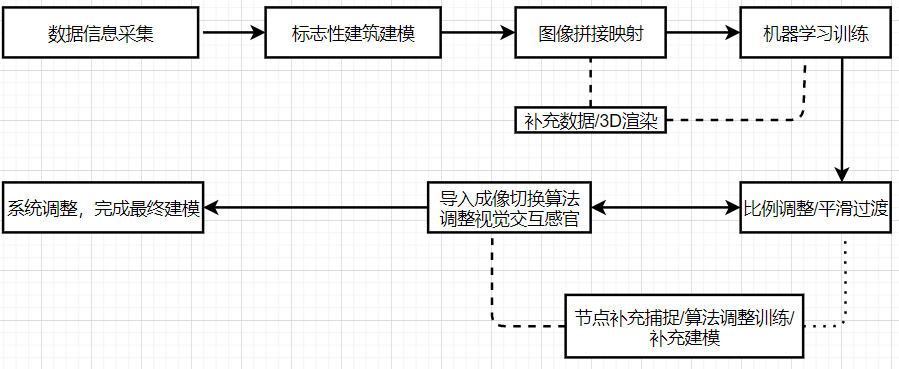 数据信息采集
标志性建筑建模
图像拼接映射
机器学习训练
补充数据/3D渲染
系统调整，完成最终建模
导入成像切换算法
调整视觉交互感官
比例调整/平滑过渡
节点补充捕捉/算法调整训练/
补充建模